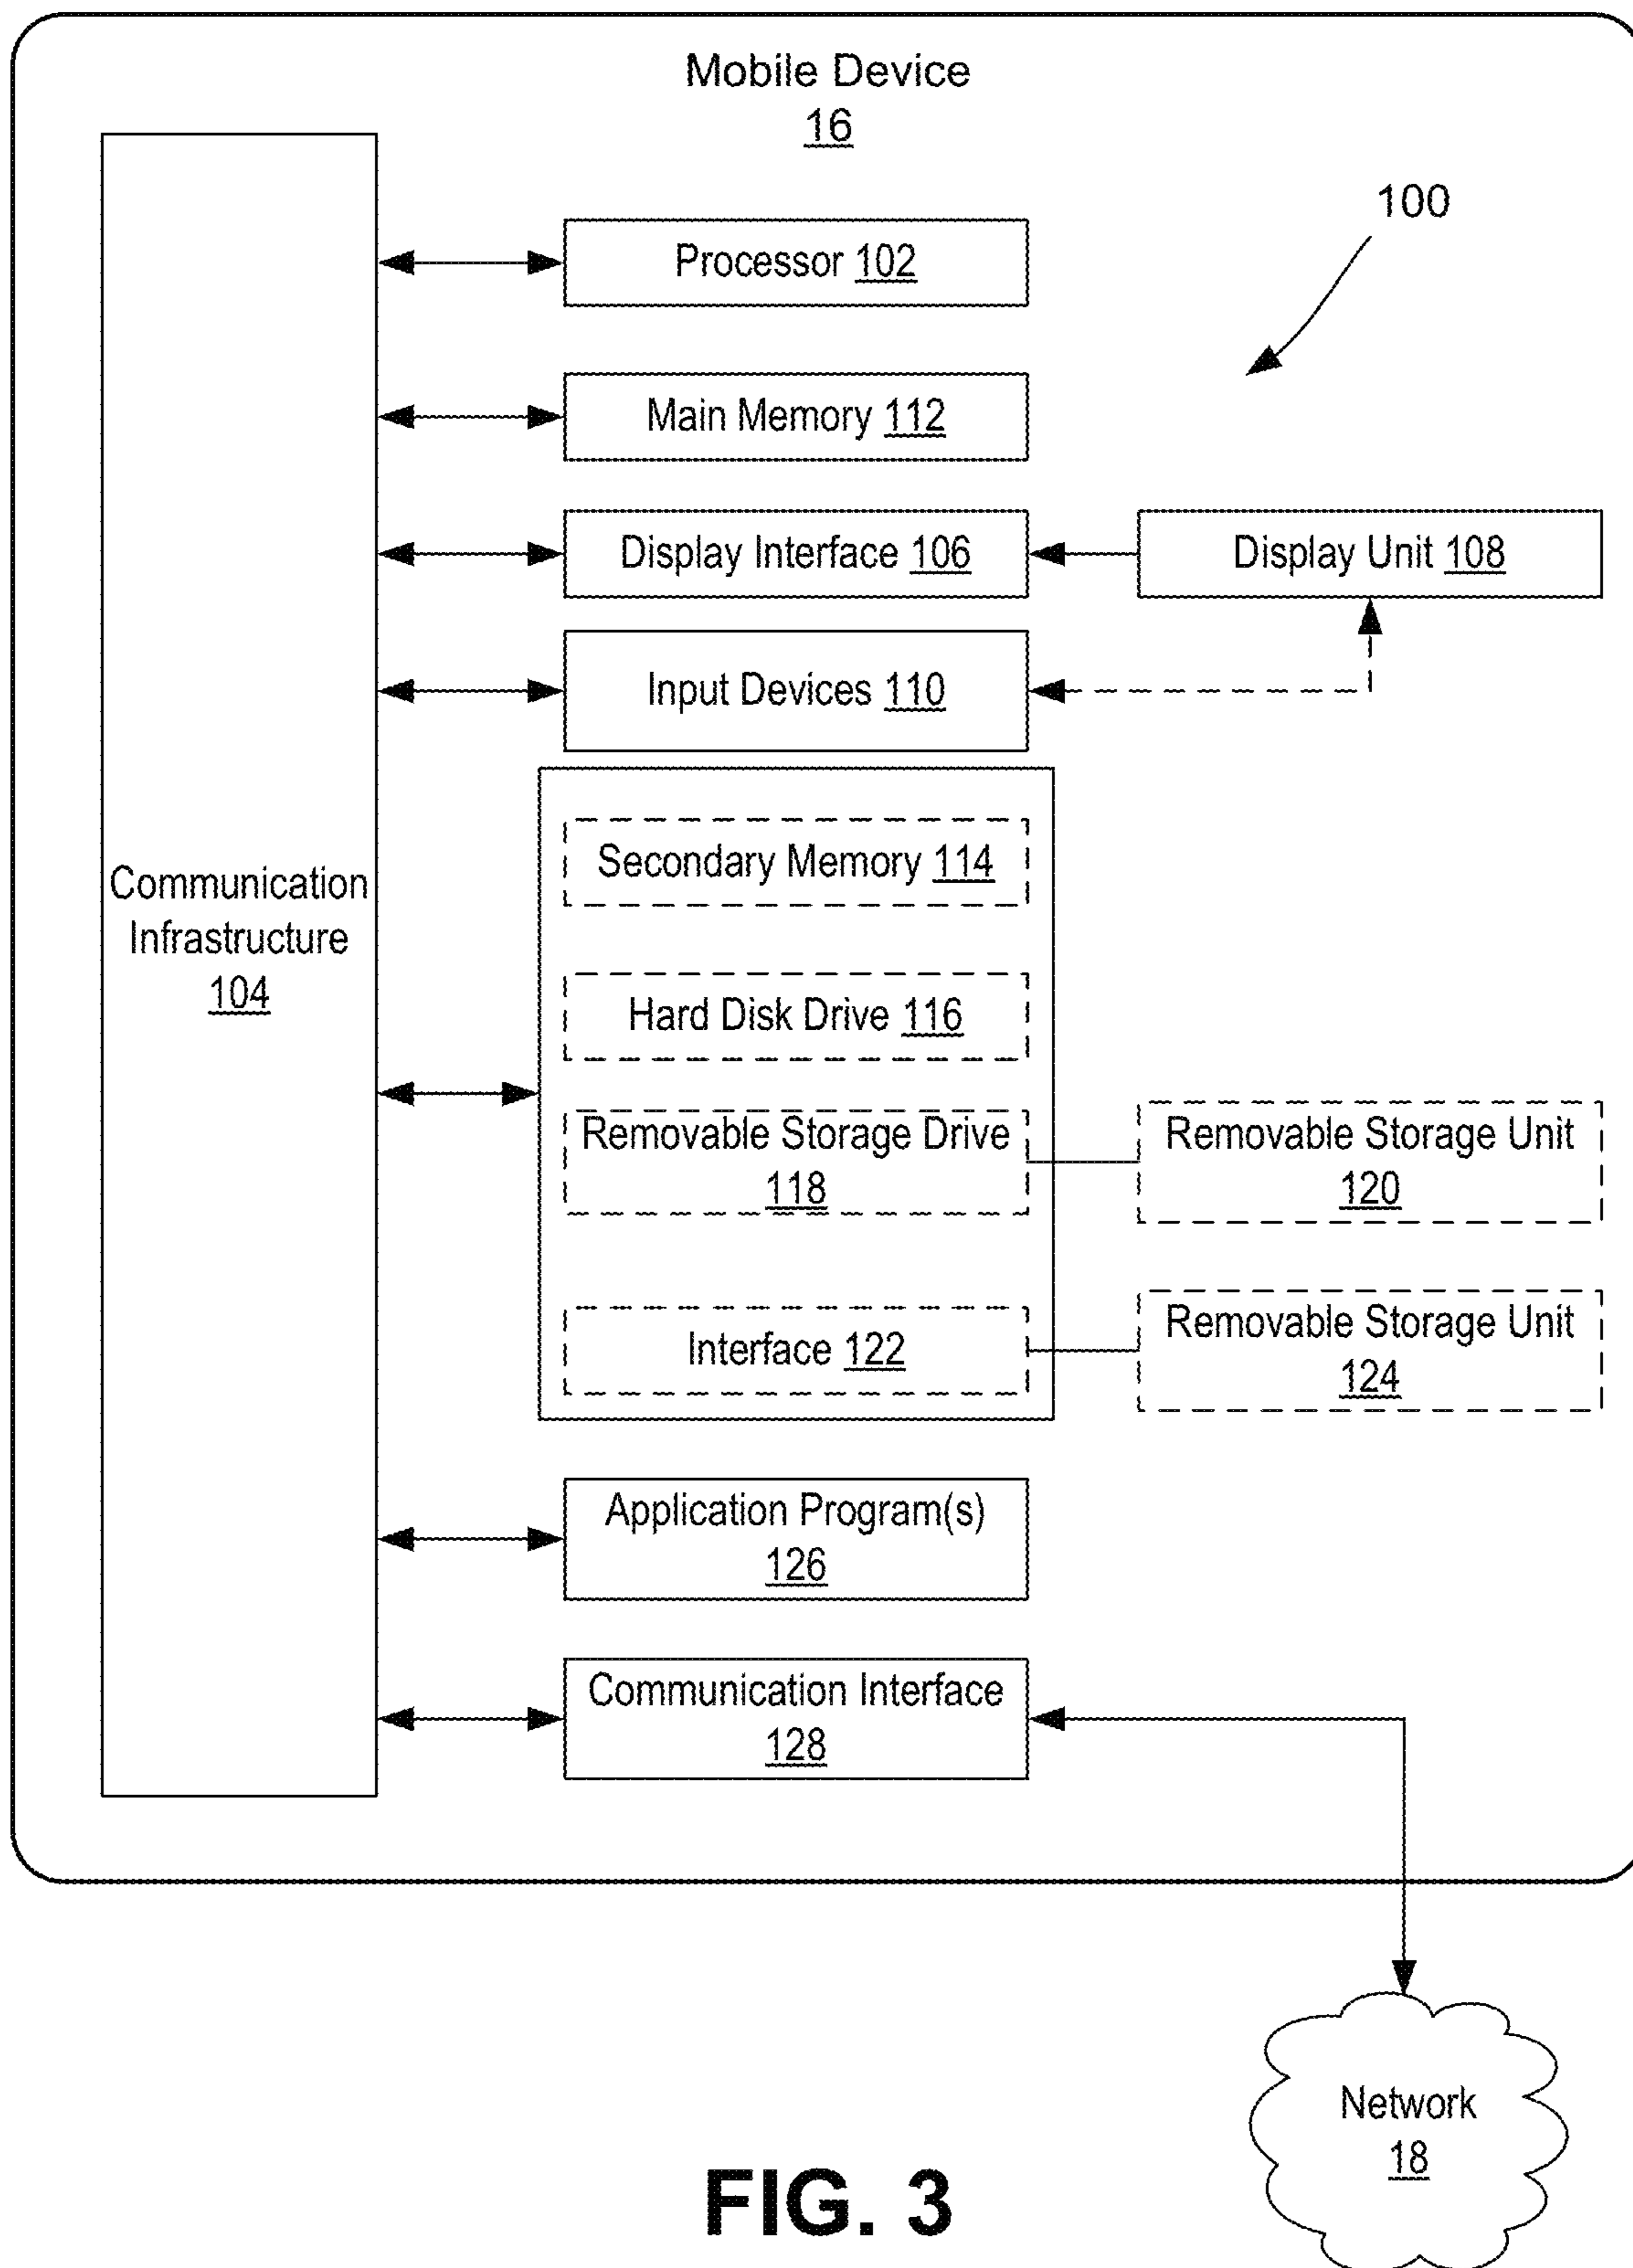 Mobile Device
16
100
Processor 102
Main Memory 112
Display Interface 106
Display Unit 108
Input Devices 110
Communication
Infrastructure
104
Secondary Memory 114
Hard Disk Drive 116
Removable Storage Drive
118
Removable Storage Unit
120
Interface 122
Removable Storage Unit
124
Application Program(s)
126
Communication Interface
128
Network
18
FIG. 3